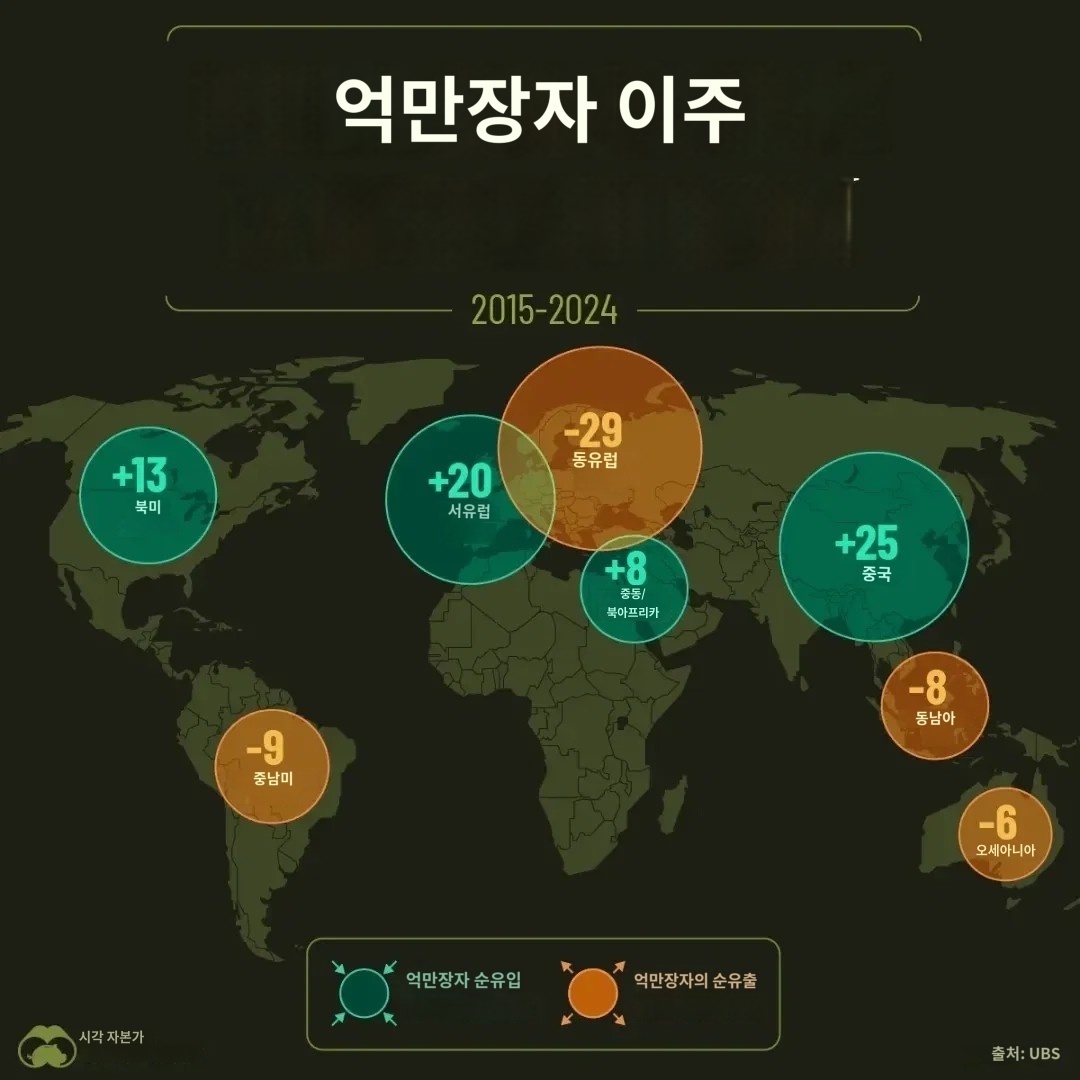 억만장자 이주
2015-2024
-29
동유럽
+13
북미
+20
서유럽
+25
중국
+8
중동/
북아프리카
-8
동남아
-9
중남미
-6
오세아니아
억만장자 순유입
억만장자의 순유출
시각 자본가
출처: UBS